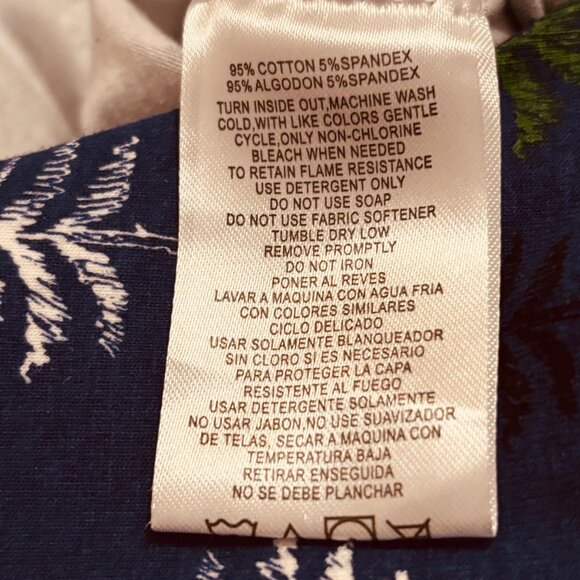 95% COTTON 5%SPANDEX
95% ALGODON 5%SPANDEX
TURN INSIDE OUT,MACHINE WASH
COLD,WITH LIKE COLORS GENTLE
CYCLE,ONLY NON-CHLORINE
BLEACH WHEN NEEDED
TO RETAIN FLAME RESISTANCE
USE DETERGENT ONLY
DO NOT USE SOAP
DO NOT USE FABRIC SOFTENER
TUMBLE DRY LOW
REMOVE PROMPTLY
DO NOT IRON
PONER AL REVES
LAVAR A MAQUINA CON AGUA FRIA
CON COLORES SIMILARES
CICLO DELICADO
USAR SOLAMENTE BLANQUEADOR
SIN CLORO SI ES NECESARIO
PARA PROTEGER LA CAPA
RESISTENTE AL FUEGO
USAR DETERGENTE SOLAMENTE
NO USAR JABON,NO USE SUAVIZADOR
DE TELAS, SECAR A MAQUINA CON
TEMPERATURA BAJA
RETIRAR ENSEGUIDA
NO SE DEBE PLANCHAR